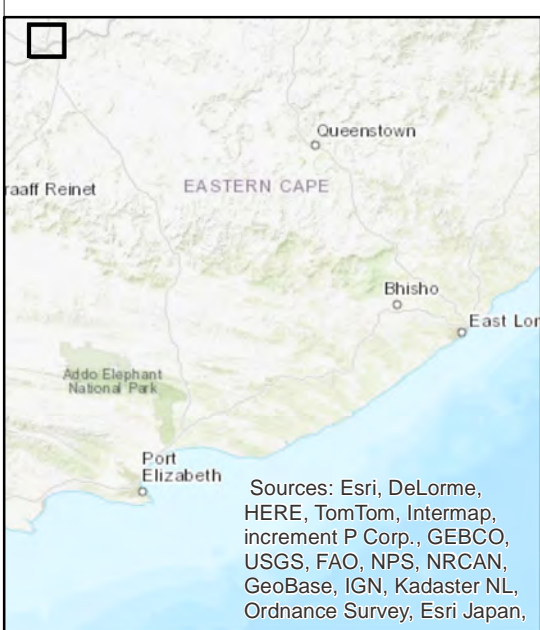 Queenstown
raaff Reinet
EASTERN CAPE
Bhisho
East Lor
Addo Elephant
National Park
Port
Elizabeth
Sources: Esri, DeLorme,
HERE, TomTom, Intermap,
increment P Corp., GEBCO,
USGS, FAO, NPS, NRCAN,
GeoBase, IGN, Kadaster NL,
Ordnance Survey, Esri Japan,